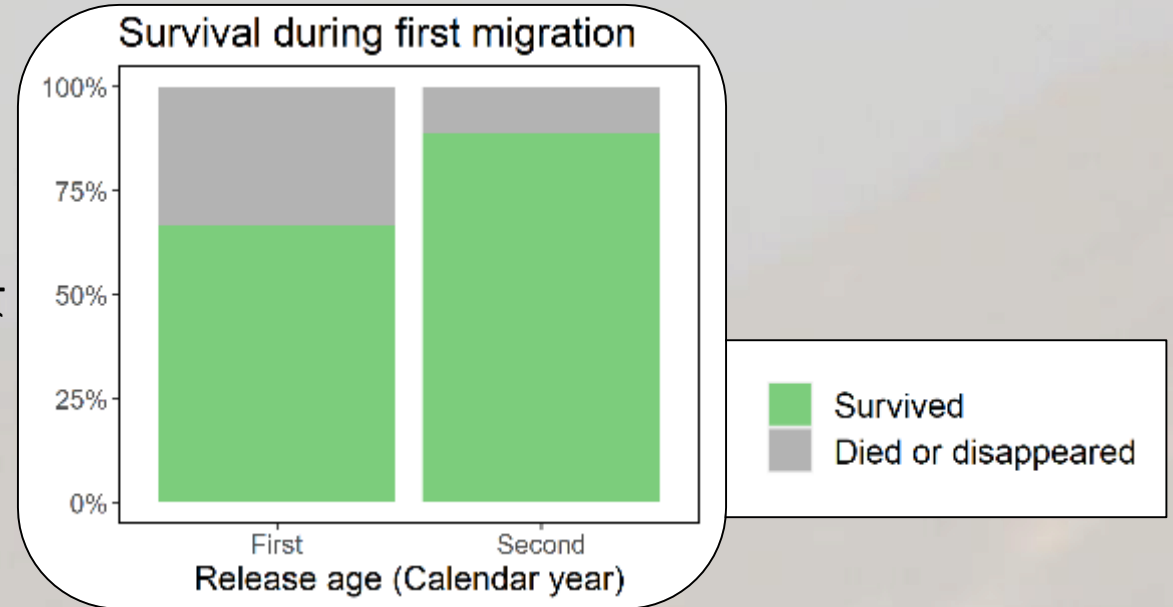 Survival during first migration
100%
75%
50%
25%
0%
First Second
Release age (Calendar year)
Survived
Died or disappeared